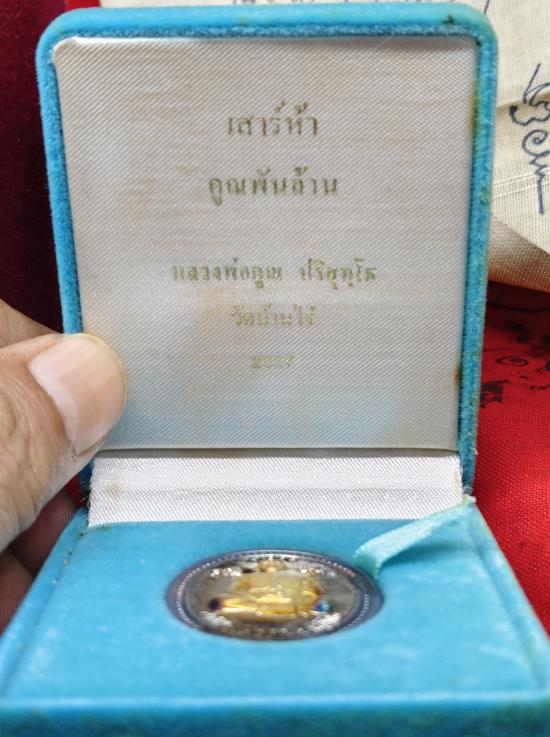 เสาร์ห้า
คูณพันล้าน
หลวงพ่อคูณ ปริสุทฺโธ
วัดบ้านไร่
2537